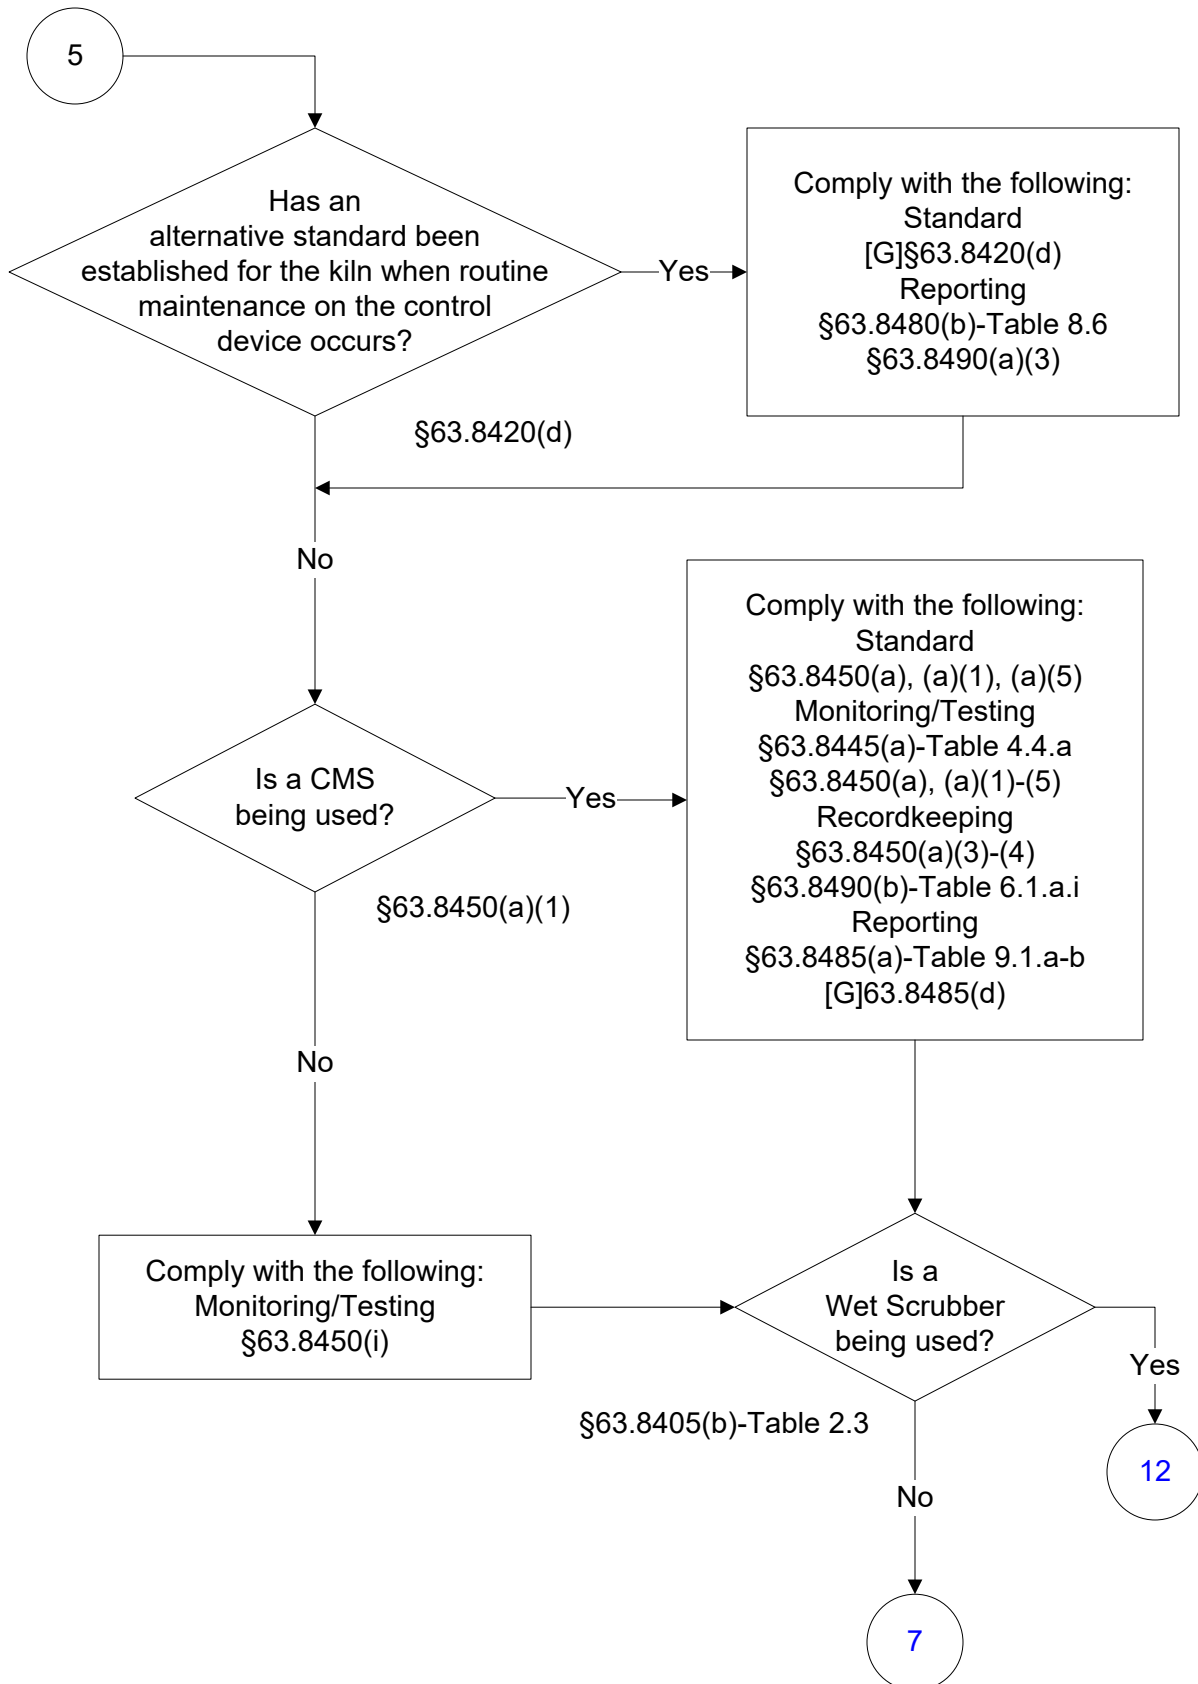 5
Has an
alternative standard been
established for the kiln when routine
maintenance on the control
device occurs?
Yes
Comply with the following:
Standard
[G]§63.8420(d)
Reporting
§63.8480(b)-Table 8.6
§63.8490(a)(3)
§63.8420(d)
No
Is a CMS
being used?
Yes
Comply with the following:
Standard
§63.8450(a), (a)(1), (a)(5)
Monitoring/Testing
§63.8445(a)-Table 4.4.a
§63.8450(a), (a)(1)-(5)
Recordkeeping
§63.8450(a)(3)-(4)
§63.8490(b)-Table 6.1.a.i
Reporting
§63.8485(a)-Table 9.1.a-b
[G]63.8485(d)
§63.8450(a)(1)
No
Comply with the following:
Monitoring/Testing
§63.8450(i)
Is a
Wet Scrubber
being used?
Yes
§63.8405(b)-Table 2.3
12
No
7